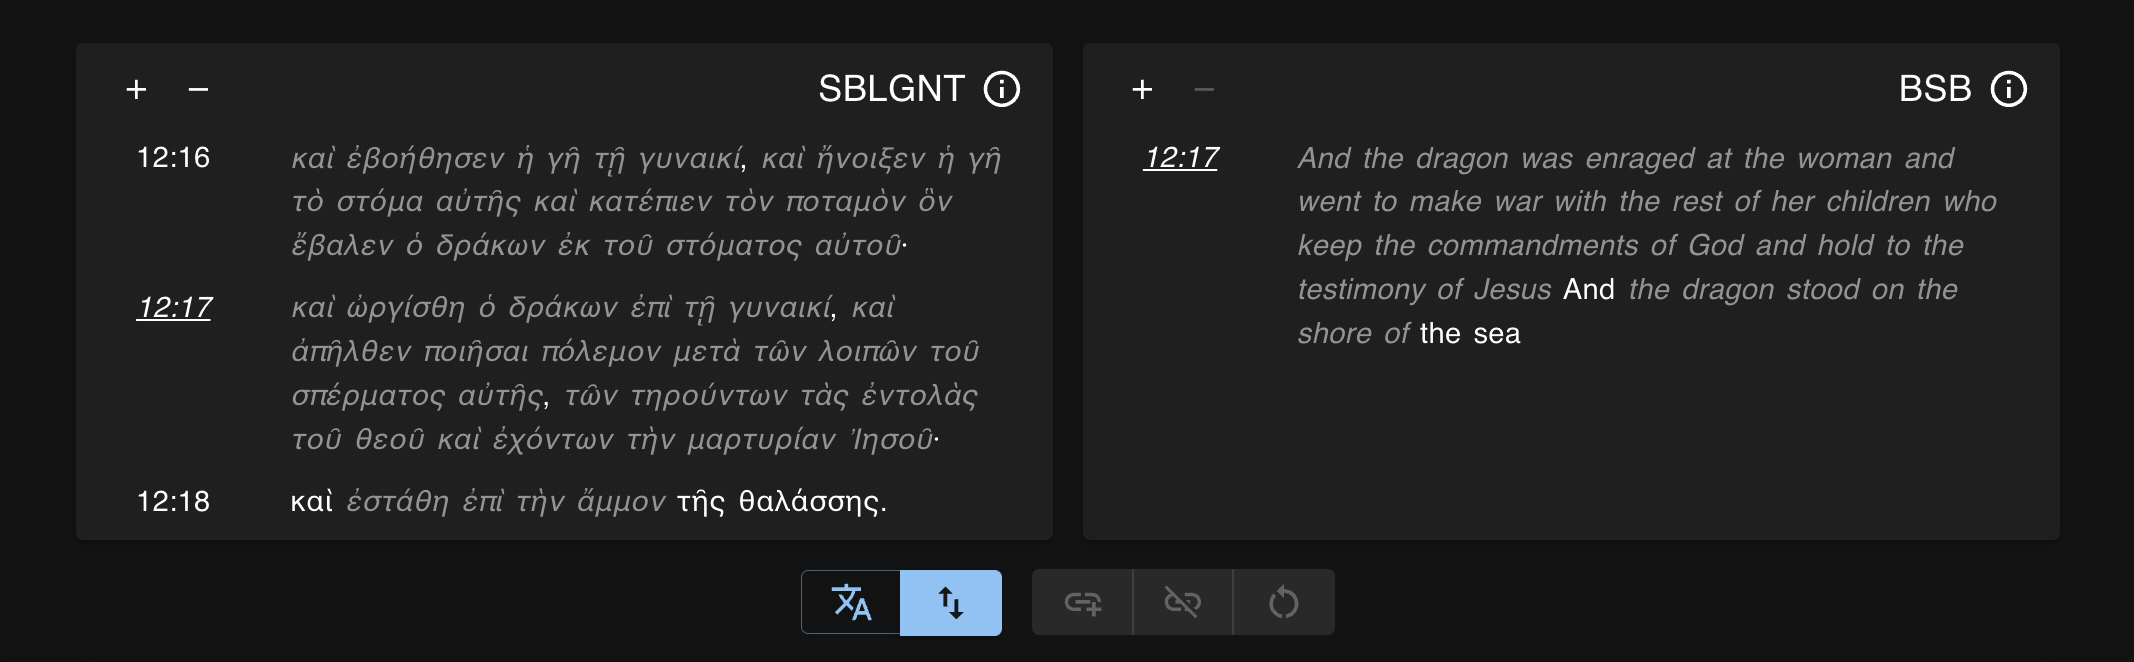 + − SBLGNT
12:16 καὶ ἐβοήθησεν ἡ γῆ τῇ γυναικί, καὶ ἤνοιξεν ἡ γῆ
τὸ στόμα αὐτῆς καὶ κατέπιεν τὸν ποταμὸν ὃν
ἔβαλεν ὁ δράκων ἐκ τοῦ στόματος αὐτοῦ·
12:17 καὶ ὠργίσθη ὁ δράκων ἐπὶ τῇ γυναικί, καὶ
ἀπῆλθεν ποιῆσαι πόλεμον μετὰ τῶν λοιπῶν τοῦ
σπέρματος αὐτῆς, τῶν τηρούντων τὰς ἐντολὰς
τοῦ θεοῦ καὶ ἐχόντων τὴν μαρτυρίαν Ἰησοῦ·
12:18 καὶ ἐστάθη ἐπὶ τὴν ἄμμον τῆς θαλάσσης.
+ − BSB
12:17 And the dragon was enraged at the woman and
went to make war with the rest of her children who
keep the commandments of God and hold to the
testimony of Jesus And the dragon stood on the
shore of the sea